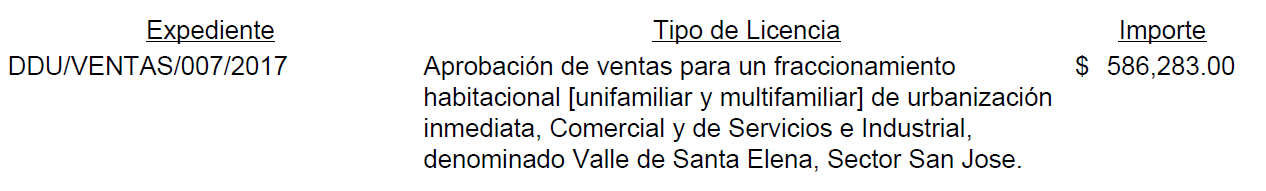 Expediente Tipo de Licencia Importe
DDU/VENTAS/007/2017 Aprobación de ventas para un fraccionamiento $ 586,283.00
habitacional [unifamiliar y multifamiliar] de urbanización
inmediata, Comercial y de Servicios e Industrial,
denominado Valle de Santa Elena, Sector San Jose.